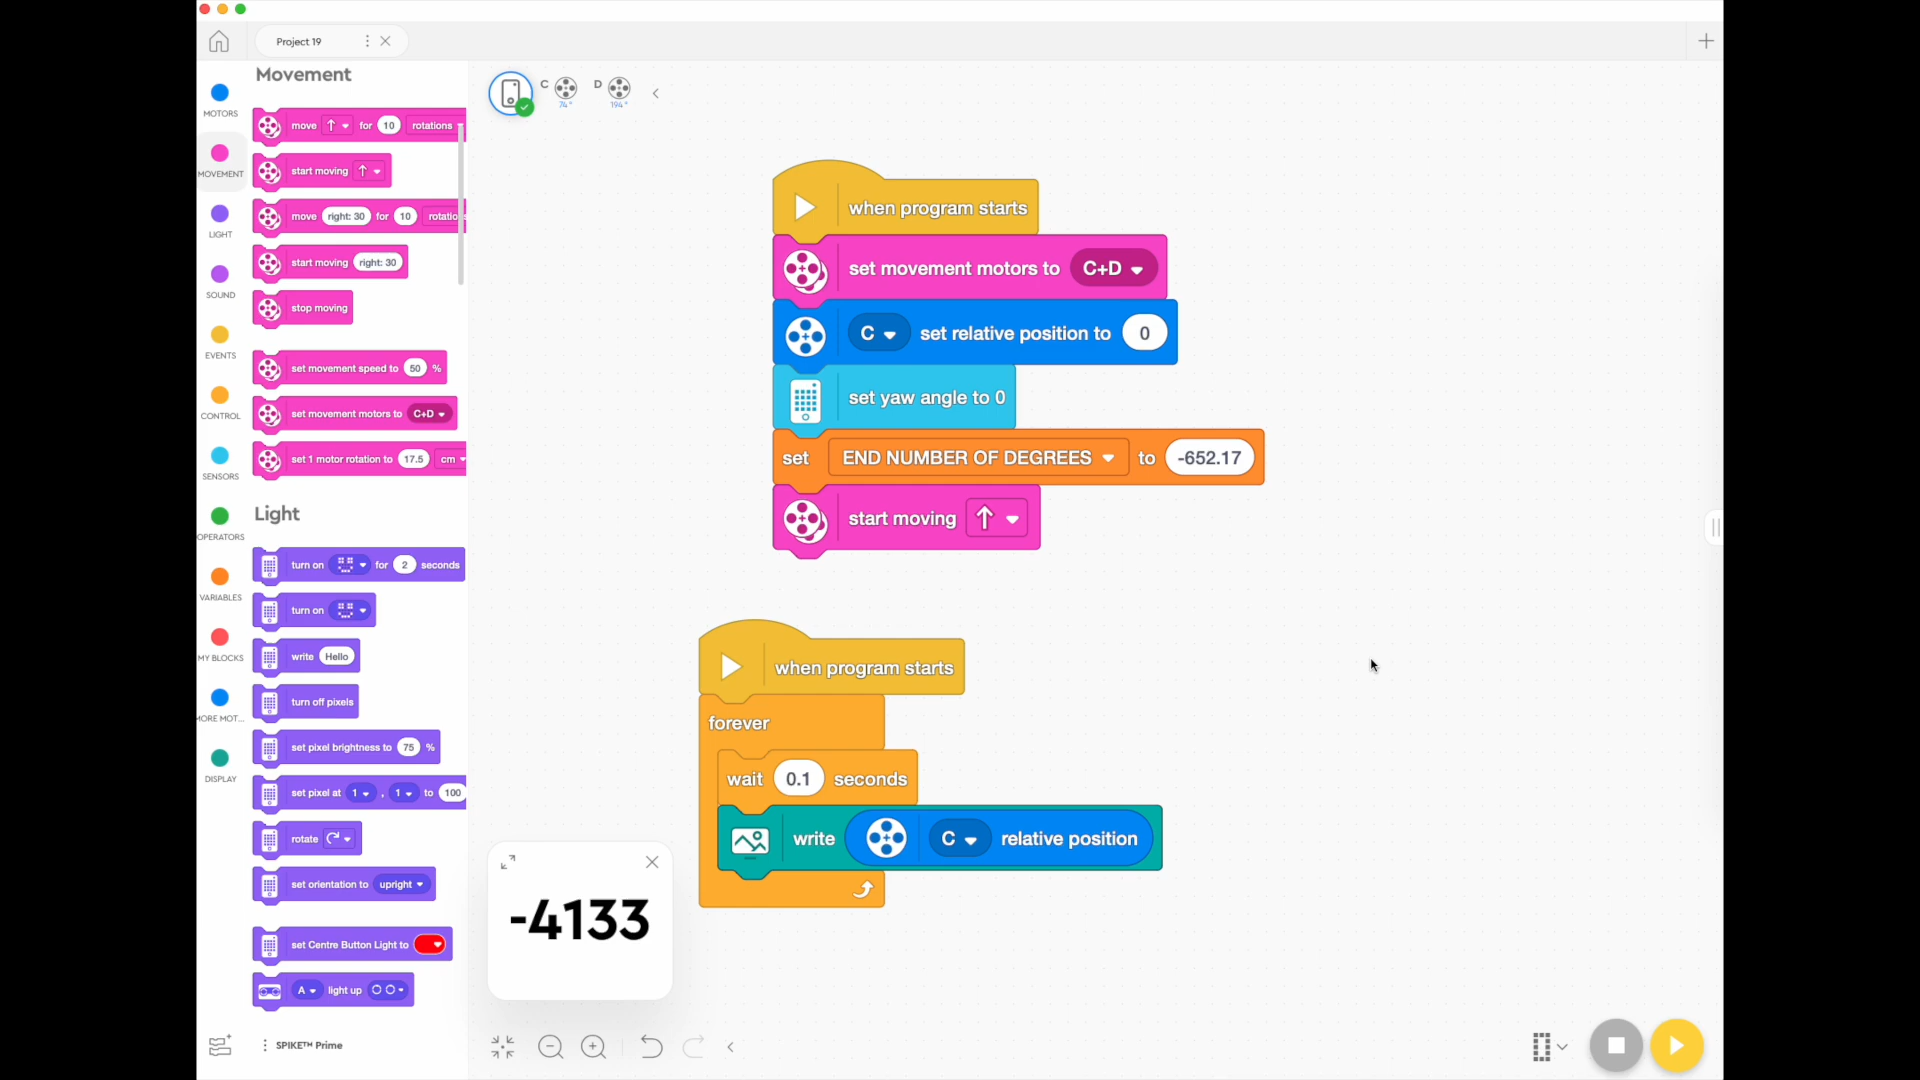 Project 19
Movement
MOTORS
MOVEMENT
LIGHT
SOUND
EVENTS
CONTROL
SENSORS
OPERATORS
VARIABLES
MY BLOCKS
MORE MOT...
DISPLAY
move for 10 rotations
start moving
move right: 30 for 10 rotatio
start moving right: 30
stop moving
set movement speed to 50 %
set movement motors to C+D
set 1 motor rotation to 17.5 cm
Light
turn on for 2 seconds
turn on
write Hello
turn off pixels
set pixel brightness to 75 %
set pixel at 1 , 1 to 100
rotate
set orientation to upright
set Centre Button Light to
A light up
SPIKE™ Prime
C D
74° 194°
when program starts
set movement motors to C+D
C set relative position to 0
set yaw angle to 0
set END NUMBER OF DEGREES to -652.17
start moving
when program starts
forever
wait 0.1 seconds
write C relative position
-4133